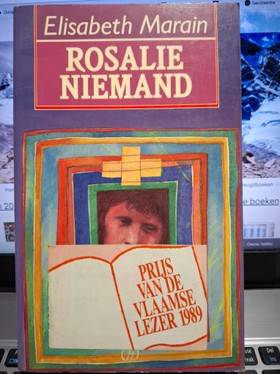 Elisabeth Marain
ROSALIE
NIEMAND
PRIJS
VAN DE
VLAAMSE
LEZER 1989